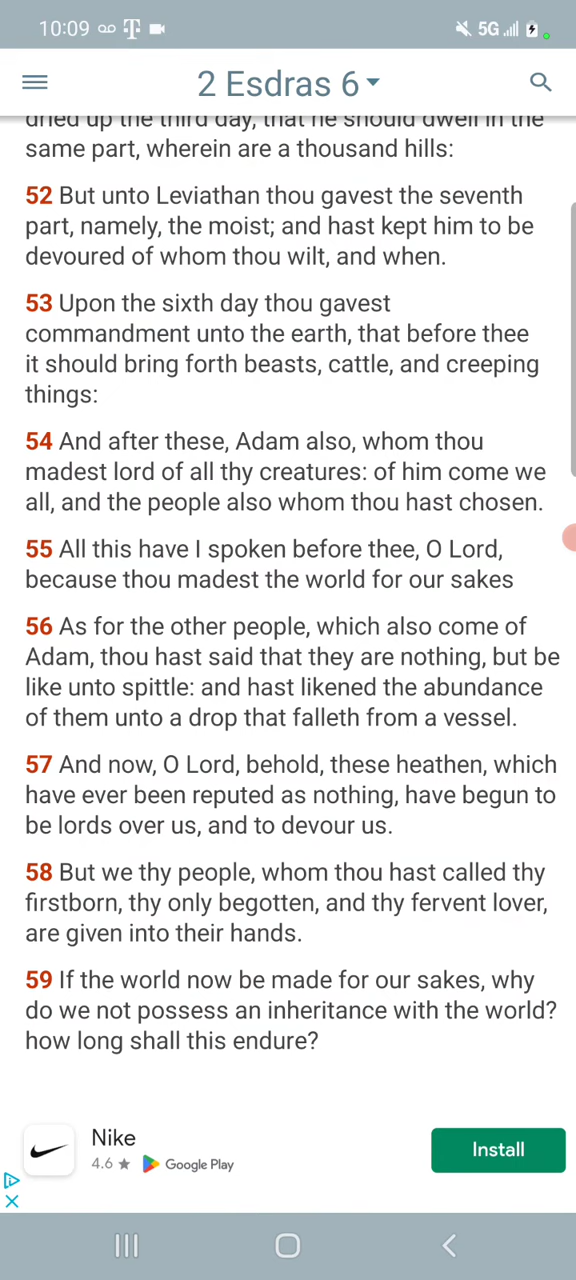 10:09
5G
2 Esdras 6
dried up the third day, that he should dwell in the
same part, wherein are a thousand hills:
52 But unto Leviathan thou gavest the seventh
part, namely, the moist; and hast kept him to be
devoured of whom thou wilt, and when.
53 Upon the sixth day thou gavest
commandment unto the earth, that before thee
it should bring forth beasts, cattle, and creeping
things:
54 And after these, Adam also, whom thou
madest lord of all thy creatures: of him come we
all, and the people also whom thou hast chosen.
55 All this have I spoken before thee, O Lord,
because thou madest the world for our sakes
56 As for the other people, which also come of
Adam, thou hast said that they are nothing, but be
like unto spittle: and hast likened the abundance
of them unto a drop that falleth from a vessel.
57 And now, O Lord, behold, these heathen, which
have ever been reputed as nothing, have begun to
be lords over us, and to devour us.
58 But we thy people, whom thou hast called thy
firstborn, thy only begotten, and thy fervent lover,
are given into their hands.
59 If the world now be made for our sakes, why
do we not possess an inheritance with the world?
how long shall this endure?
Nike
4.6 ★ Google Play
Install